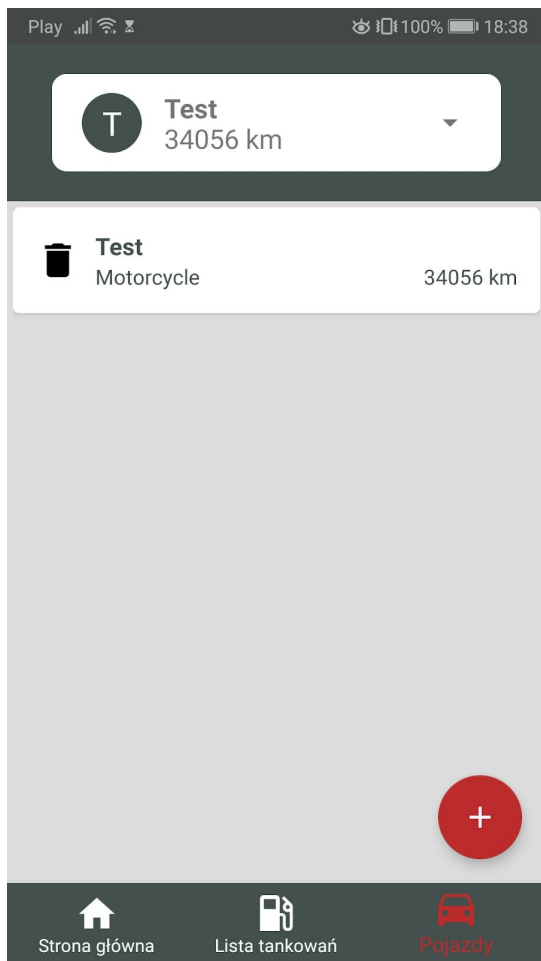 Play 100% 18:38
T
Test
34056 km
Test
Motorcycle 34056 km
+
Strona główna Lista tankowań Pojazdy